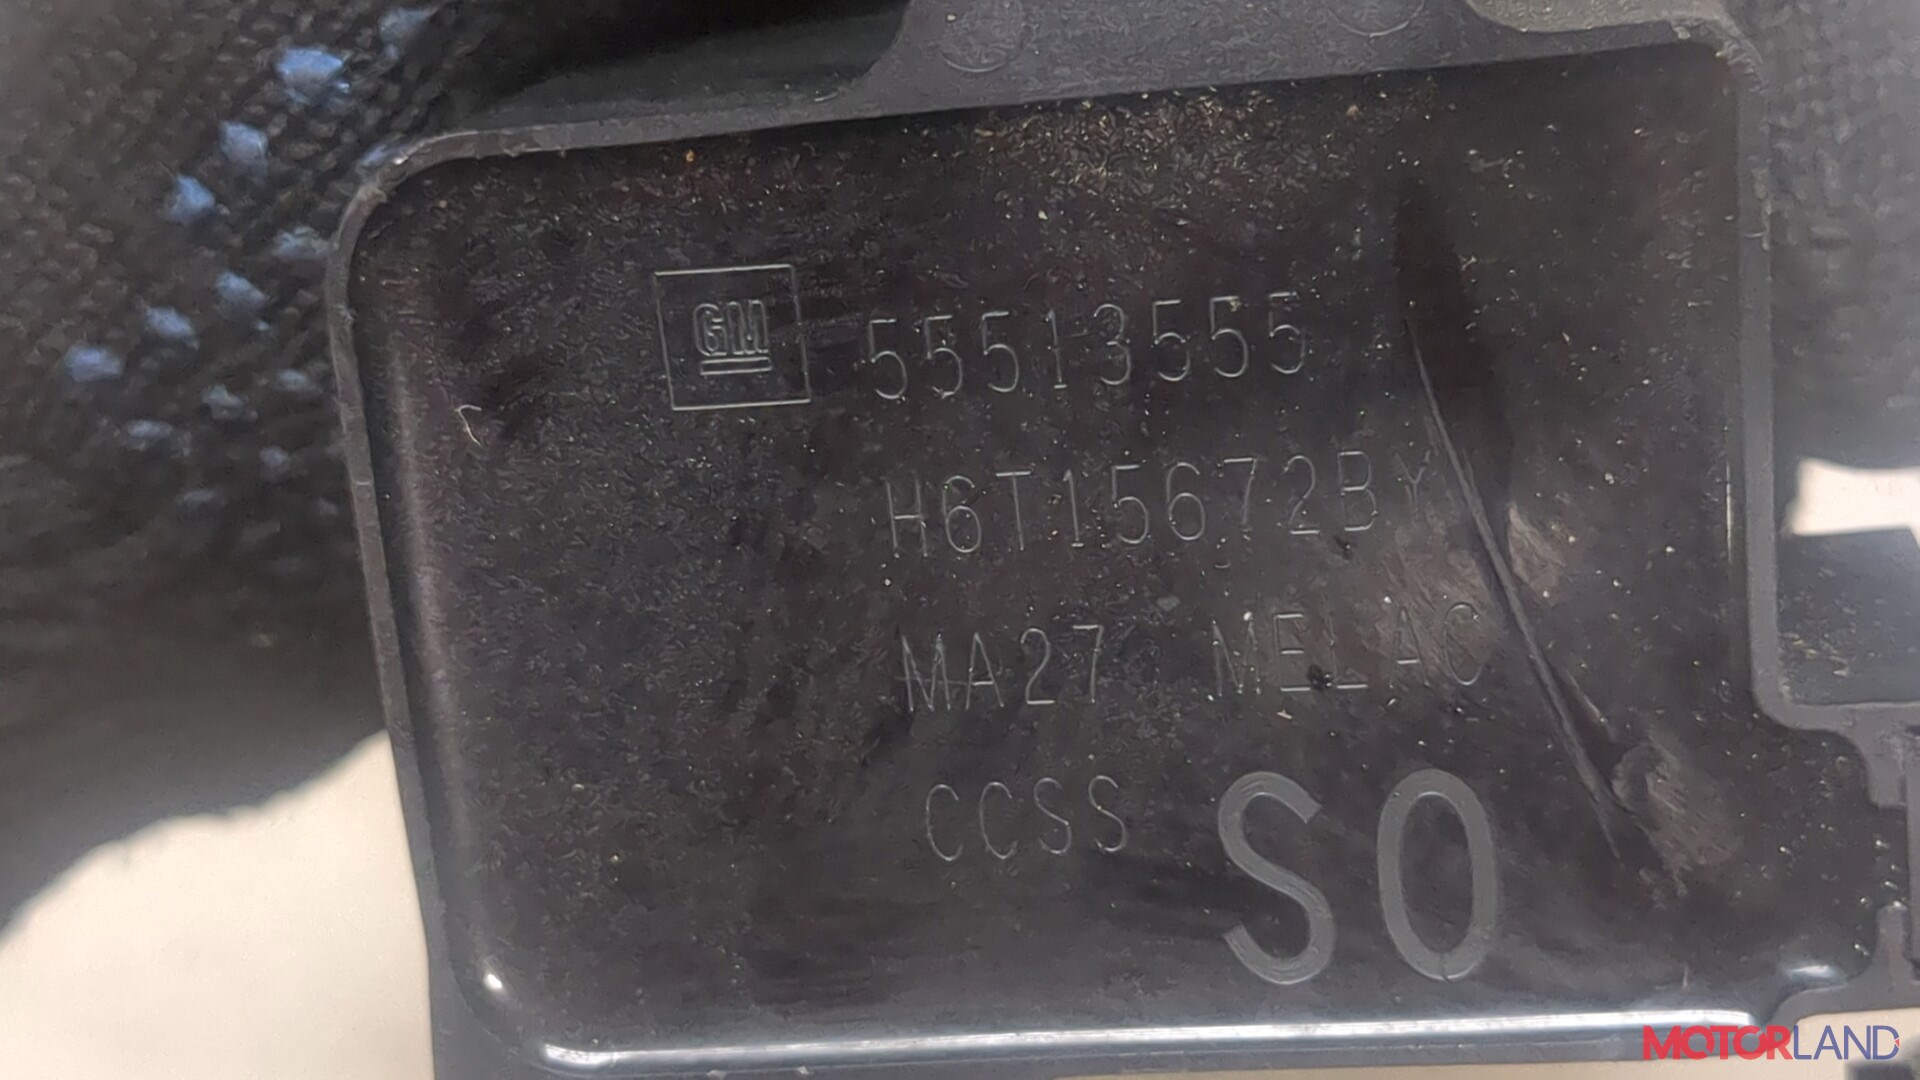 GM 55513555
H6T15672BY
MA27 MELAC
CCSS SO
MOTORLAND